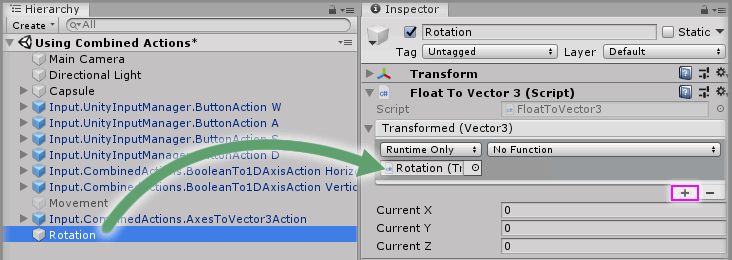 Hierarchy
Create All
Using Combined Actions*
Main Camera
Directional Light
Capsule
Input.UnityInputManager.ButtonAction W
Input.UnityInputManager.ButtonAction A
Input.UnityInputManager.ButtonAction S
Input.UnityInputManager.ButtonAction D
Input.CombinedActions.BooleanTo1DAxisAction Horiz
Input.CombinedActions.BooleanTo1DAxisAction Vertic
Movement
Input.CombinedActions.AxesToVector3Action
Rotation
Inspector
Rotation Static
Tag Untagged Layer Default
Transform
Float To Vector 3 (Script)
Script FloatToVector3
Transformed (Vector3)
Runtime Only No Function
Rotation (Tr
+ −
Current X 0
Current Y 0
Current Z 0